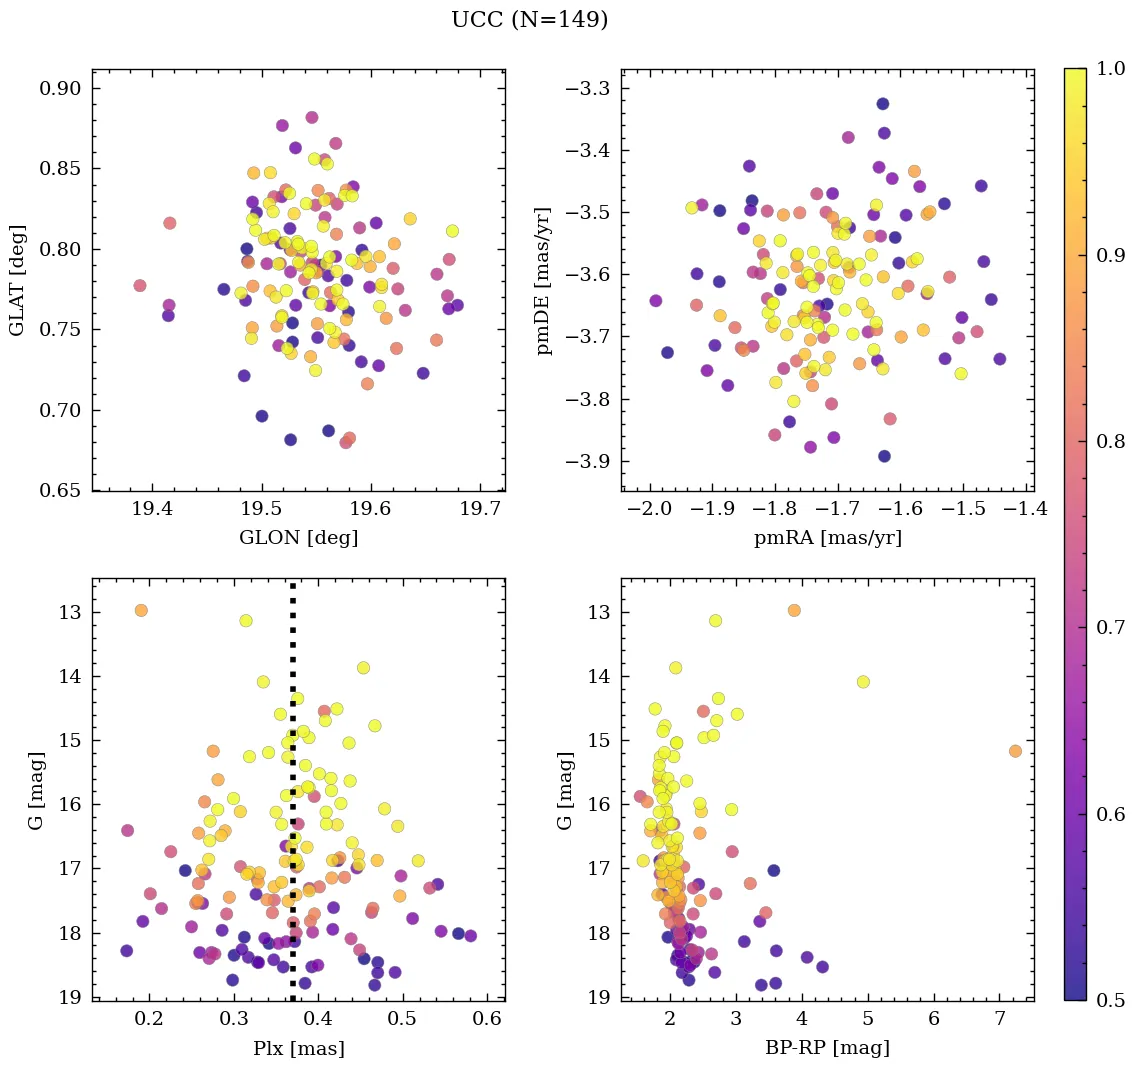 UCC (N=149)
0.90
0.85
0.80
0.75
0.70
0.65
GLAT [deg]
19.4 19.5 19.6 19.7
GLON [deg]
−3.3
−3.4
−3.5
−3.6
−3.7
−3.8
−3.9
pmDE [mas/yr]
−2.0 −1.9 −1.8 −1.7 −1.6 −1.5 −1.4
pmRA [mas/yr]
13
14
15
16
17
18
19
G [mag]
0.2 0.3 0.4 0.5 0.6
Plx [mas]
13
14
15
16
17
18
19
G [mag]
2 3 4 5 6 7
BP-RP [mag]
1.0
0.9
0.8
0.7
0.6
0.5